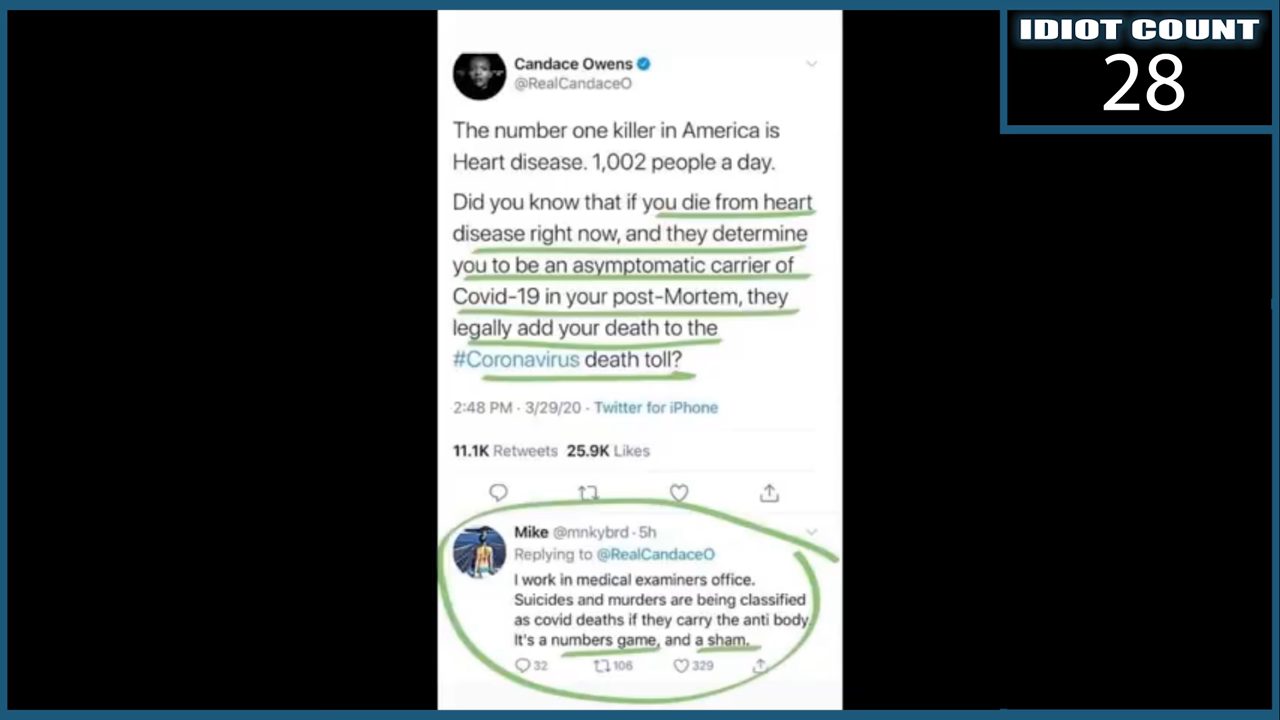 IDIOT COUNT
28
Candace Owens
@RealCandaceO
The number one killer in America is
Heart disease. 1,002 people a day.
Did you know that if you die from heart
disease right now, and they determine
you to be an asymptomatic carrier of
Covid-19 in your post-Mortem, they
legally add your death to the
#Coronavirus death toll?
2:48 PM · 3/29/20 · Twitter for iPhone
11.1K Retweets 25.9K Likes
Mike @mnkybrd · 5h
Replying to @RealCandaceO
I work in medical examiners office.
Suicides and murders are being classified
as covid deaths if they carry the anti body.
It's a numbers game, and a sham.
32 106 329